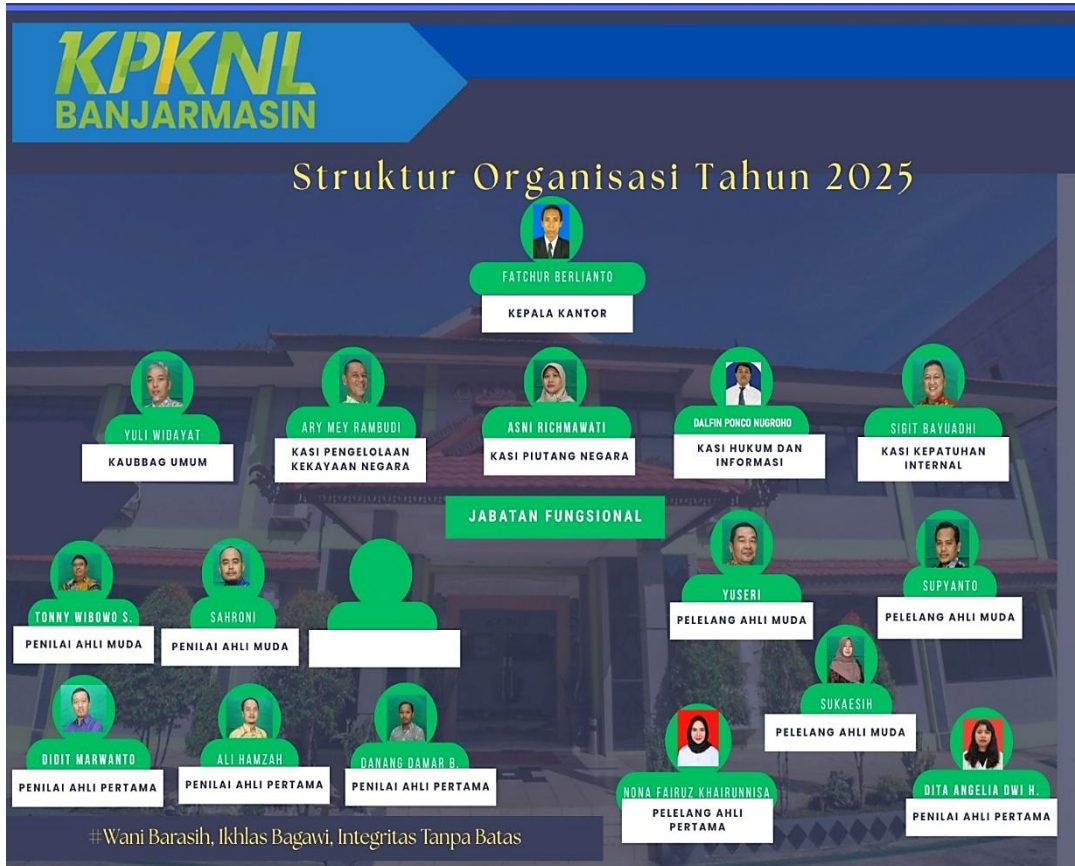 KPKNL
BANJARMASIN
Struktur Organisasi Tahun 2025
FATCHUR BERLIANTO
KEPALA KANTOR
YULI WIDAYAT
KAUBBAG UMUM
ARY MEY RAMBUDI
KASI PENGELOLAAN
KEKAYAAN NEGARA
ASNI RICHMAWATI
KASI PIUTANG NEGARA
DALFIN PONCO NUGROHO
KASI HUKUM DAN
INFORMASI
SIGIT BAYUADHI
KASI KEPATUHAN
INTERNAL
JABATAN FUNGSIONAL
TONNY WIBOWO S.
PENILAI AHLI MUDA
SAHRONI
PENILAI AHLI MUDA
YUSERI
PELELANG AHLI MUDA
SUPYANTO
PELELANG AHLI MUDA
SUKAESIH
PELELANG AHLI MUDA
DIDIT MARWANTO
PENILAI AHLI PERTAMA
ALI HAMZAH
PENILAI AHLI PERTAMA
DANANG DAMAR B.
PENILAI AHLI PERTAMA
NONA FAIRUZ KHAIRUNNISA
PELELANG AHLI
PERTAMA
DITA ANGELIA DWI H.
PENILAI AHLI PERTAMA
#Wani Barasih, Ikhlas Bagawi, Integritas Tanpa Batas